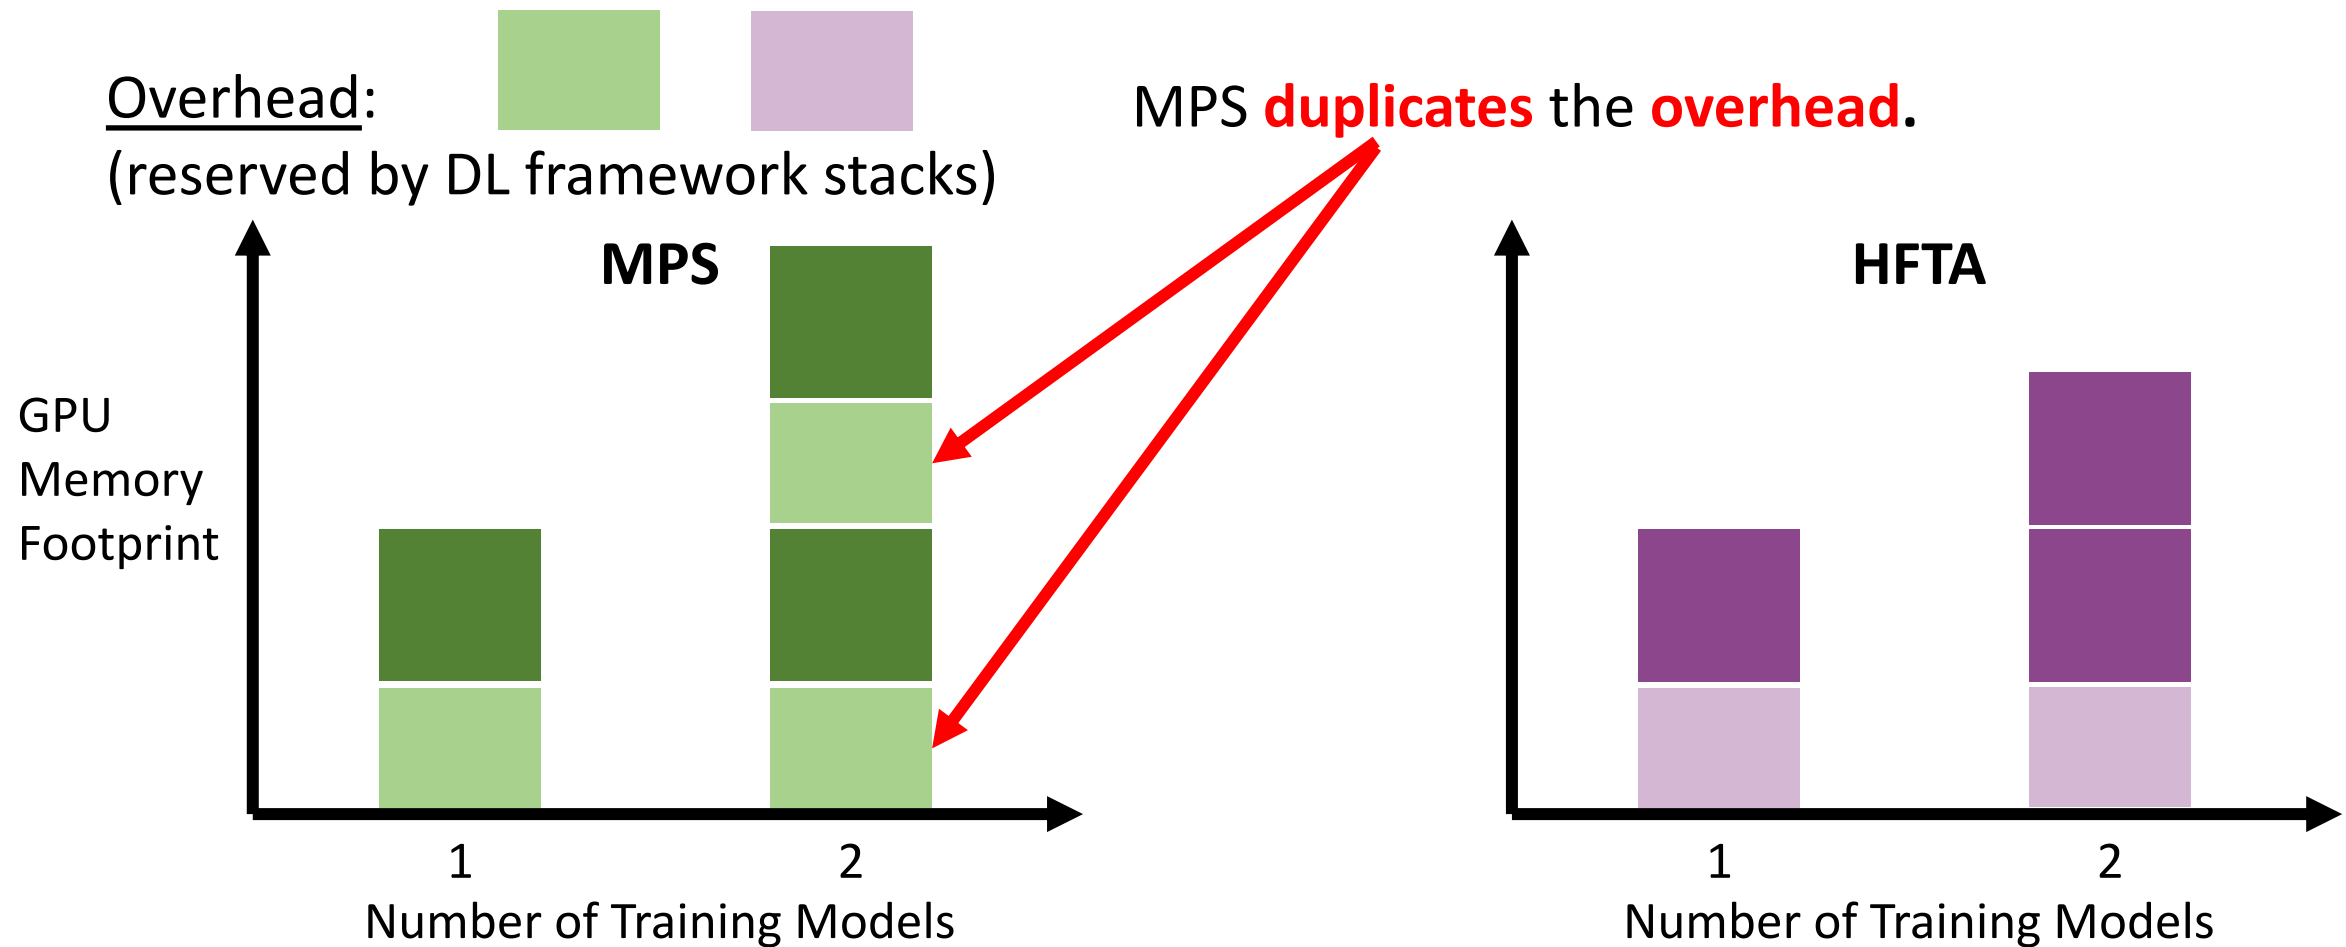 Overhead:
(reserved by DL framework stacks)
MPS duplicates the overhead.
MPS
GPU
Memory
Footprint
1
2
Number of Training Models
HFTA
1
2
Number of Training Models